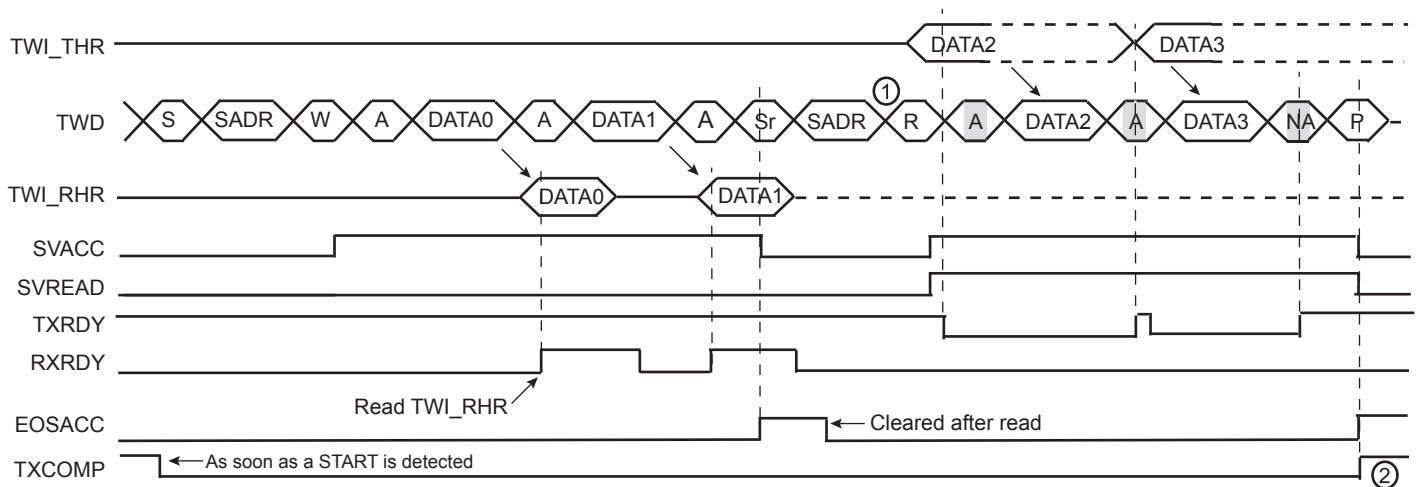 TWI_THR DATA2 DATA3
①
TWD S SADR W A DATA0 A DATA1 A Sr SADR R A DATA2 A DATA3 NA P
TWI_RHR DATA0 DATA1
SVACC
SVREAD
TXRDY
RXRDY
Read TWI_RHR
EOSACC Cleared after read
TXCOMP As soon as a START is detected ②